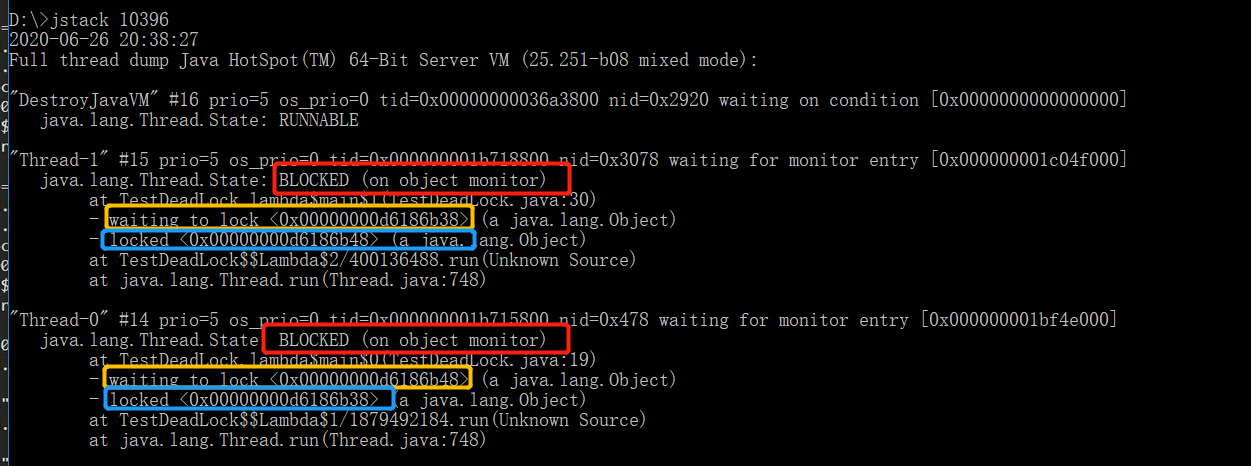 D:\>jstack 10396
2020-06-26 20:38:27
Full thread dump Java HotSpot(TM) 64-Bit Server VM (25.251-b08 mixed mode):
"DestroyJavaVM" #16 prio=5 os_prio=0 tid=0x00000000036a3800 nid=0x2920 waiting on condition [0x0000000000000000]
java.lang.Thread.State: RUNNABLE
"Thread-1" #15 prio=5 os_prio=0 tid=0x000000001b718800 nid=0x3078 waiting for monitor entry [0x000000001c04f000]
java.lang.Thread.State: BLOCKED (on object monitor)
at TestDeadLock.lambda$main$1(TestDeadLock.java:30)
- waiting to lock <0x00000000d6186b38> (a java.lang.Object)
- locked <0x00000000d6186b48> (a java.lang.Object)
at TestDeadLock$$Lambda$2/400136488.run(Unknown Source)
at java.lang.Thread.run(Thread.java:748)
"Thread-0" #14 prio=5 os_prio=0 tid=0x000000001b715800 nid=0x478 waiting for monitor entry [0x000000001bf4e000]
java.lang.Thread.State BLOCKED (on object monitor)
at TestDeadLock.lambda$main$0(TestDeadLock.java:19)
- waiting to lock <0x00000000d6186b48> (a java.lang.Object)
- locked <0x00000000d6186b38> (a java.lang.Object)
at TestDeadLock$$Lambda$1/1879492184.run(Unknown Source)
at java.lang.Thread.run(Thread.java:748)